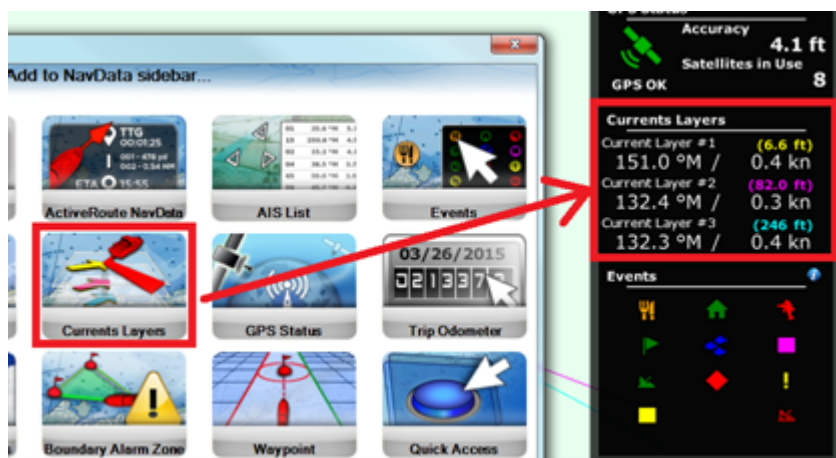 Add to NavData sidebar...
TTG
00:01:25
001 - 478 yd
002 - 0.54 NM
ETA 15:55
ActiveRoute NavData
AIS List
Events
Currents Layers
GPS Status
03/26/2015
021337
Trip Odometer
Boundary Alarm Zone
Waypoint
Quick Access
GPS Status
Accuracy
4.1 ft
Satellites in Use
GPS OK
8
Currents Layers
Current Layer #1 (6.6 ft)
151.0 °M / 0.4 kn
Current Layer #2 (82.0 ft)
132.4 °M / 0.3 kn
Current Layer #3 (246 ft)
132.3 °M / 0.4 kn
Events